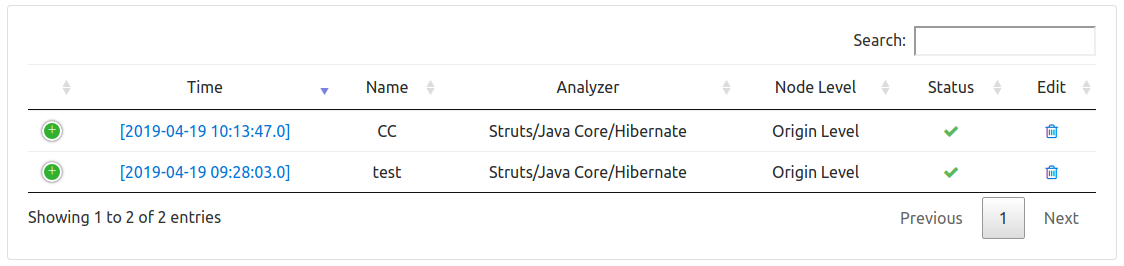 Search:
Time Name Analyzer Node Level Status Edit
[2019-04-19 10:13:47.0] CC Struts/Java Core/Hibernate Origin Level
[2019-04-19 09:28:03.0] test Struts/Java Core/Hibernate Origin Level
Showing 1 to 2 of 2 entries Previous 1 Next